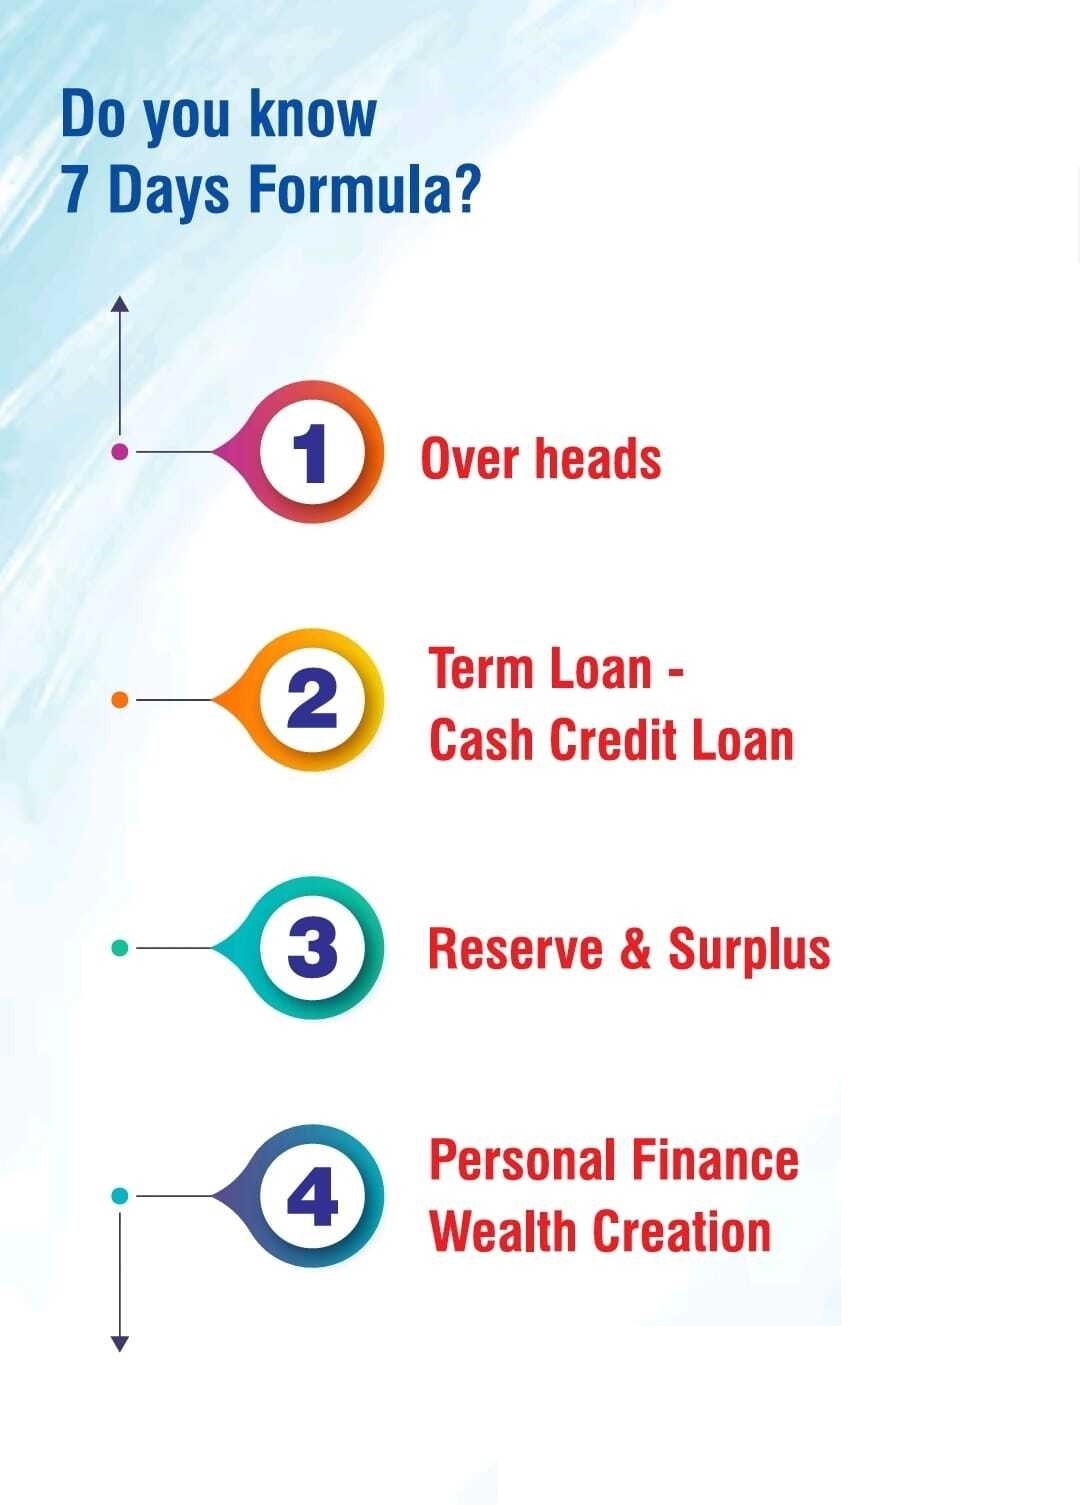 Do you know
7 Days Formula?
1
Over heads
2
Term Loan -
Cash Credit Loan
3
Reserve & Surplus
4
Personal Finance
Wealth Creation